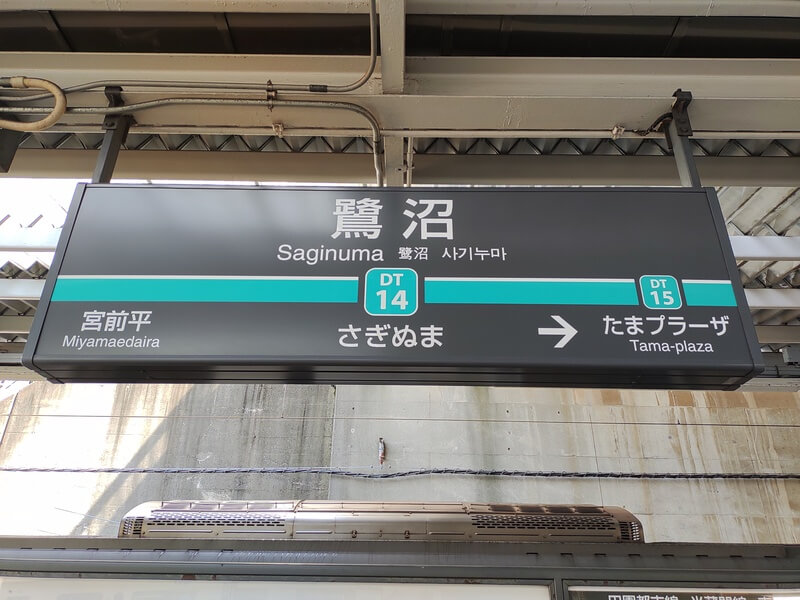 鷺沼
Saginuma 鹭沼 사기누마
DT
14
DT
15
宮前平
Miyamaedaira
さぎぬま
→
たまプラーザ
Tama-plaza